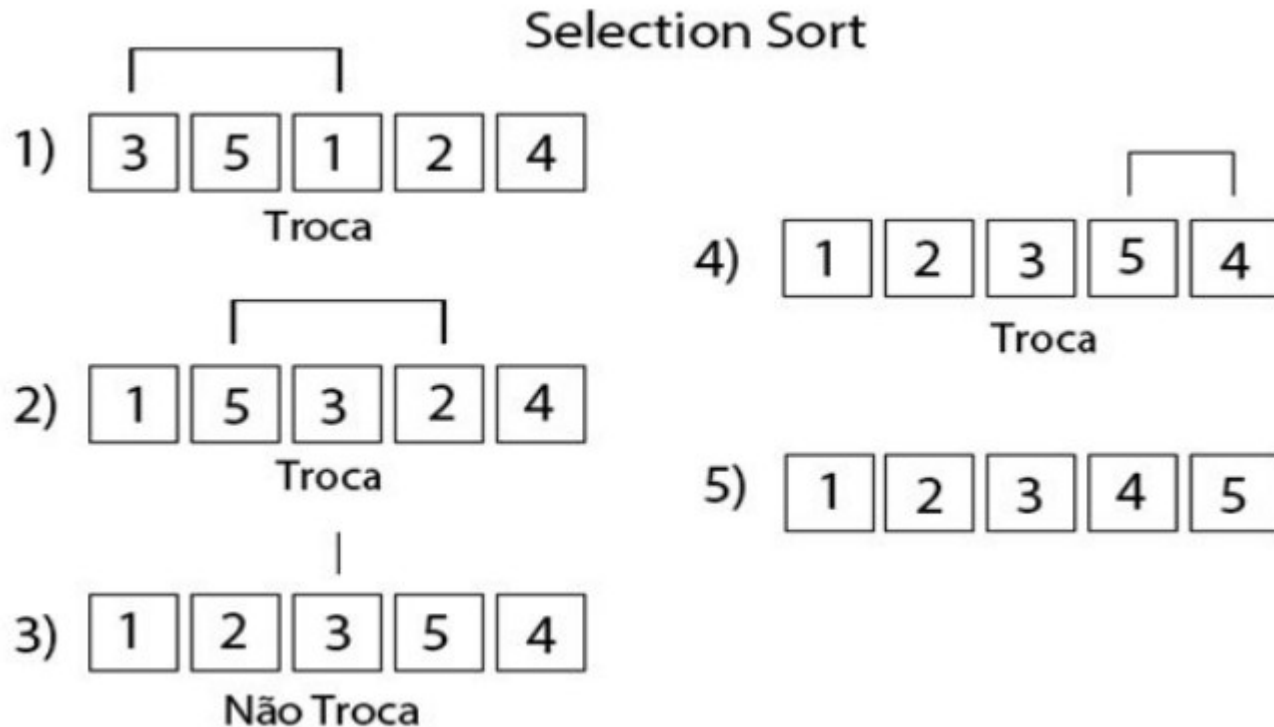 Selection Sort
1) 3 5 1 2 4
Troca
2) 1 5 3 2 4
Troca
3) 1 2 3 5 4
Não Troca
4) 1 2 3 5 4
Troca
5) 1 2 3 4 5